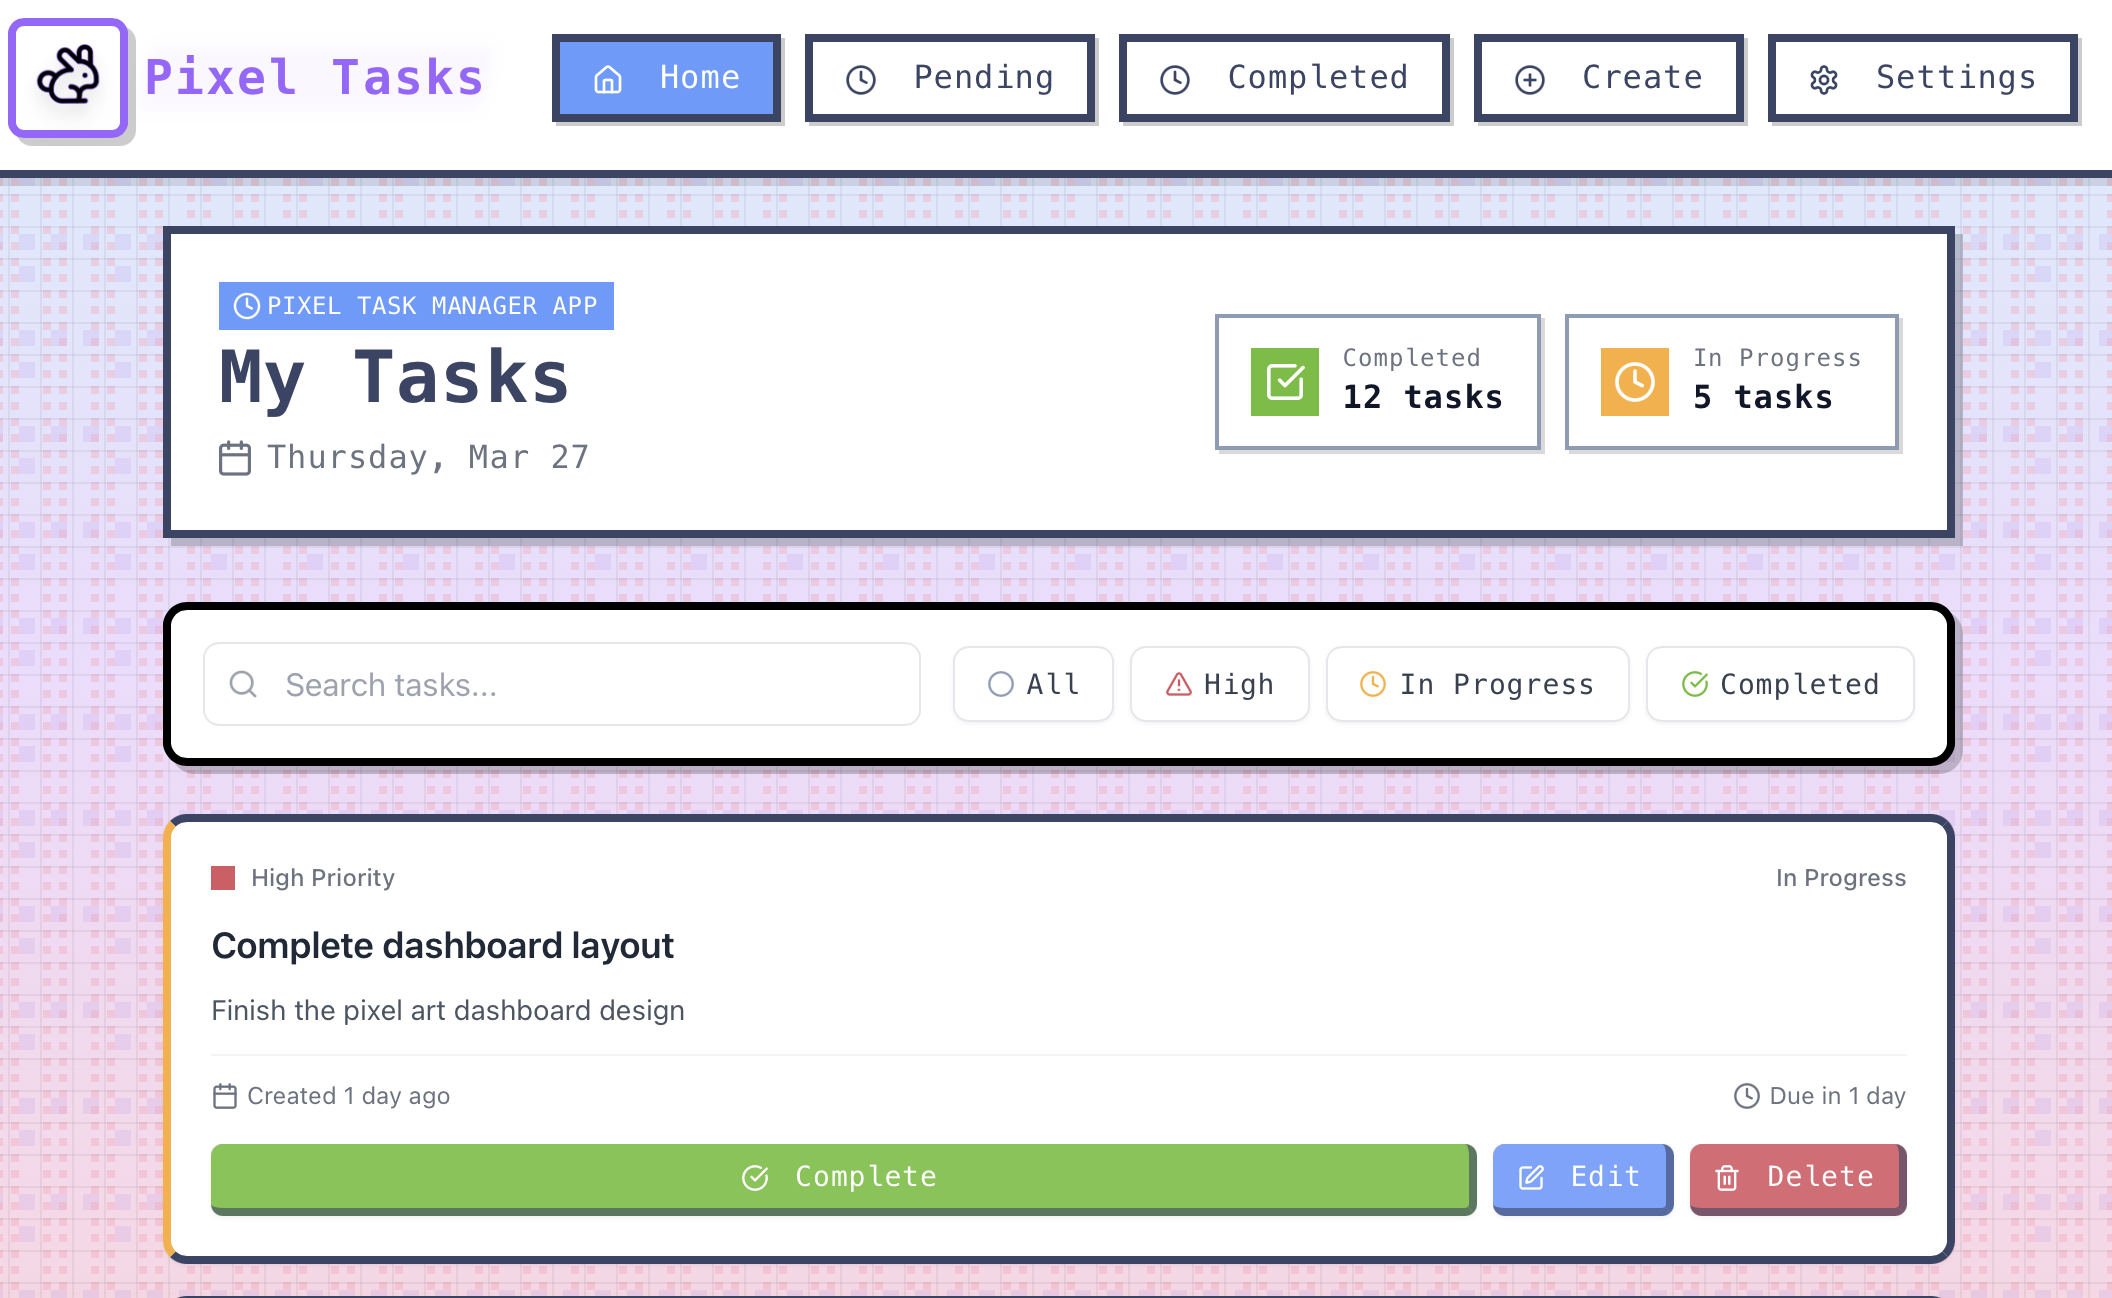 Pixel Tasks
Home
Pending
Completed
Create
Settings
PIXEL TASK MANAGER APP
My Tasks
Thursday, Mar 27
Completed
12 tasks
In Progress
5 tasks
Search tasks...
All
High
In Progress
Completed
High Priority
In Progress
Complete dashboard layout
Finish the pixel art dashboard design
Created 1 day ago
Due in 1 day
Complete
Edit
Delete